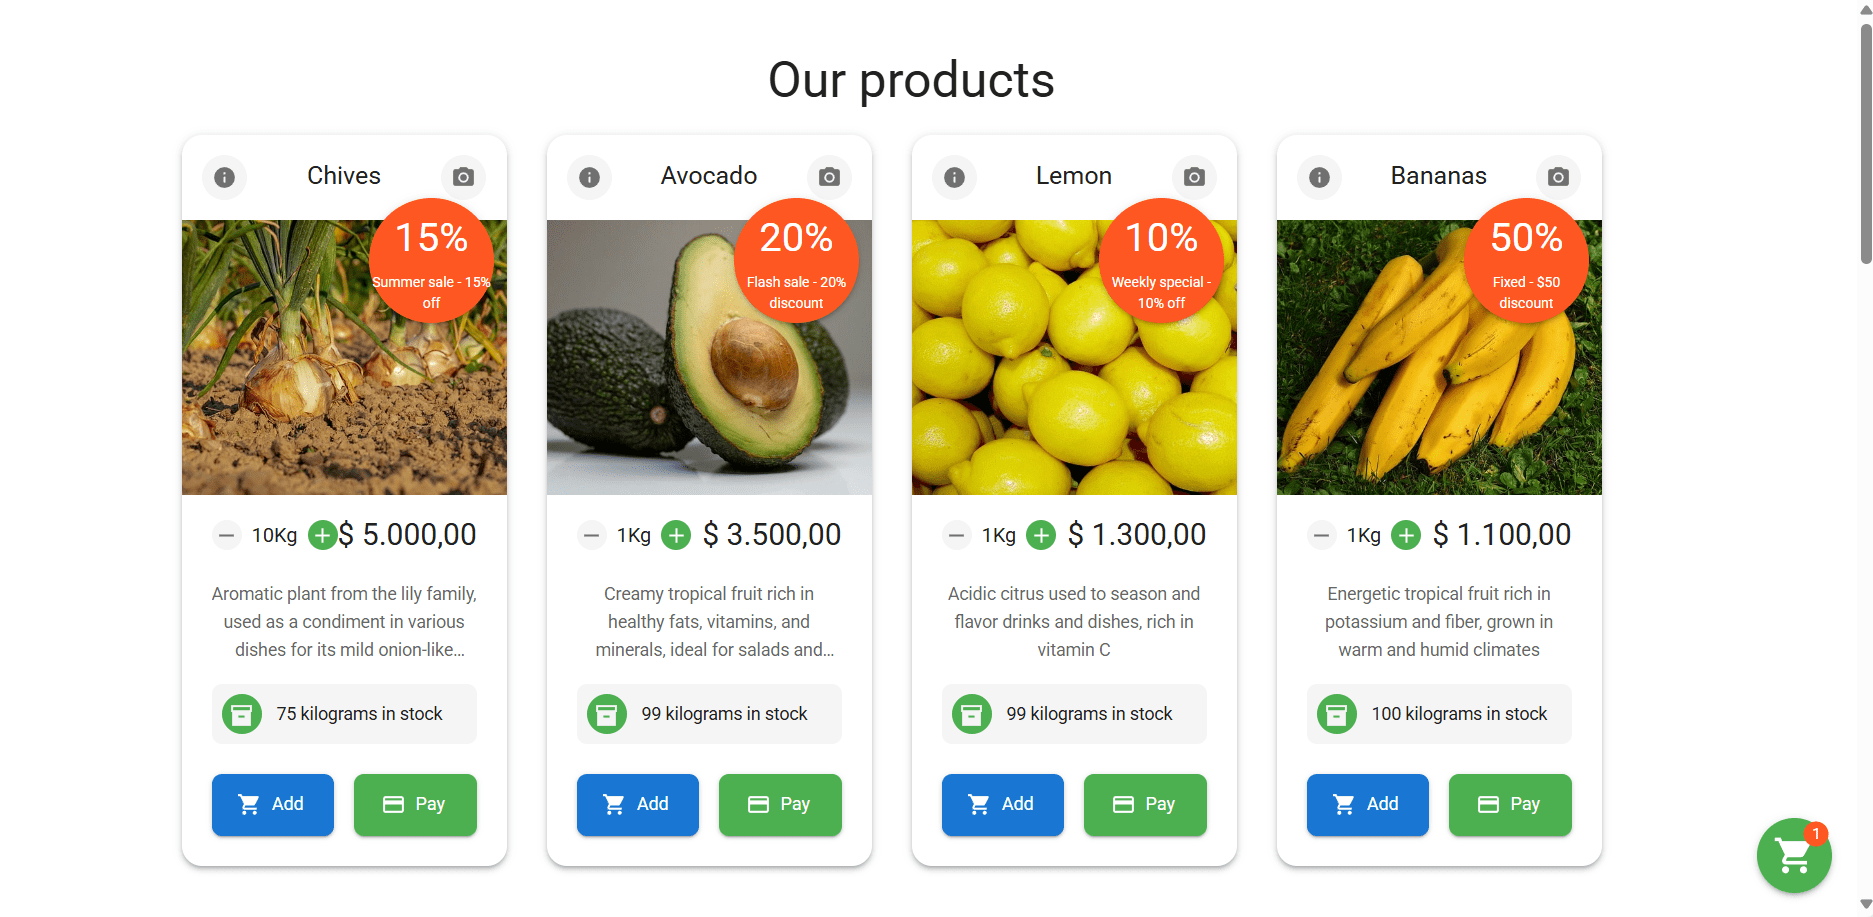 Our products
Chives
15%
Summer sale - 15%
off
10Kg
$ 5.000,00
Aromatic plant from the lily family,
used as a condiment in various
dishes for its mild onion-like...
75 kilograms in stock
Add
Pay
Avocado
20%
Flash sale - 20%
discount
1Kg
$ 3.500,00
Creamy tropical fruit rich in
healthy fats, vitamins, and
minerals, ideal for salads and...
99 kilograms in stock
Add
Pay
Lemon
10%
Weekly special -
10% off
1Kg
$ 1.300,00
Acidic citrus used to season and
flavor drinks and dishes, rich in
vitamin C
99 kilograms in stock
Add
Pay
Bananas
50%
Fixed - $50
discount
1Kg
$ 1.100,00
Energetic tropical fruit rich in
potassium and fiber, grown in
warm and humid climates
100 kilograms in stock
Add
Pay
1